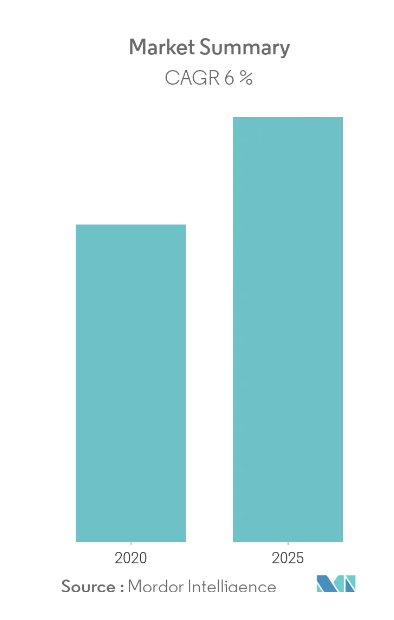 Market Summary
CAGR 6 %
2020
2025
Source : Mordor Intelligence